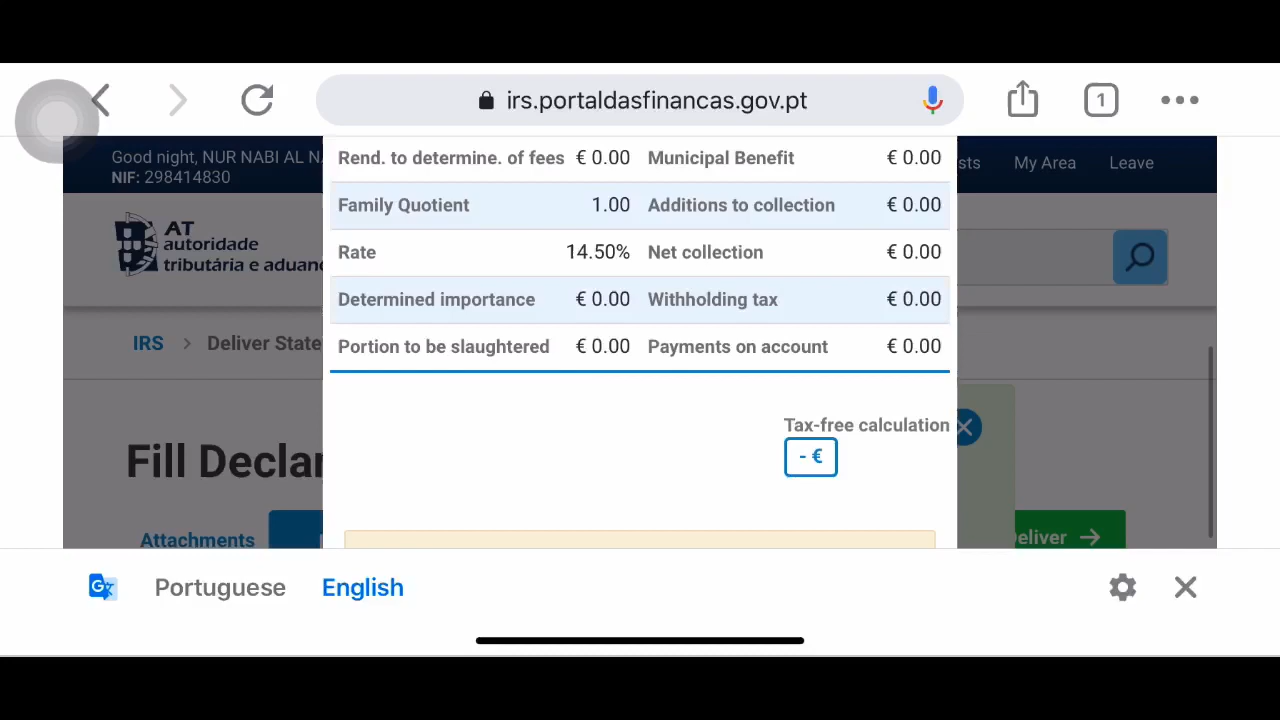 irs.portaldasfinancas.gov.pt
1
Good night, NUR NABI AL N
NIF: 298414830
My Area Leave
AT
autoridade
tributária e aduan
IRS > Deliver State
Fill Declar
Attachments
Rend. to determine. of fees € 0.00 Municipal Benefit € 0.00
Family Quotient 1.00 Additions to collection € 0.00
Rate 14.50% Net collection € 0.00
Determined importance € 0.00 Withholding tax € 0.00
Portion to be slaughtered € 0.00 Payments on account € 0.00
Tax-free calculation
- €
eliver
Portuguese English